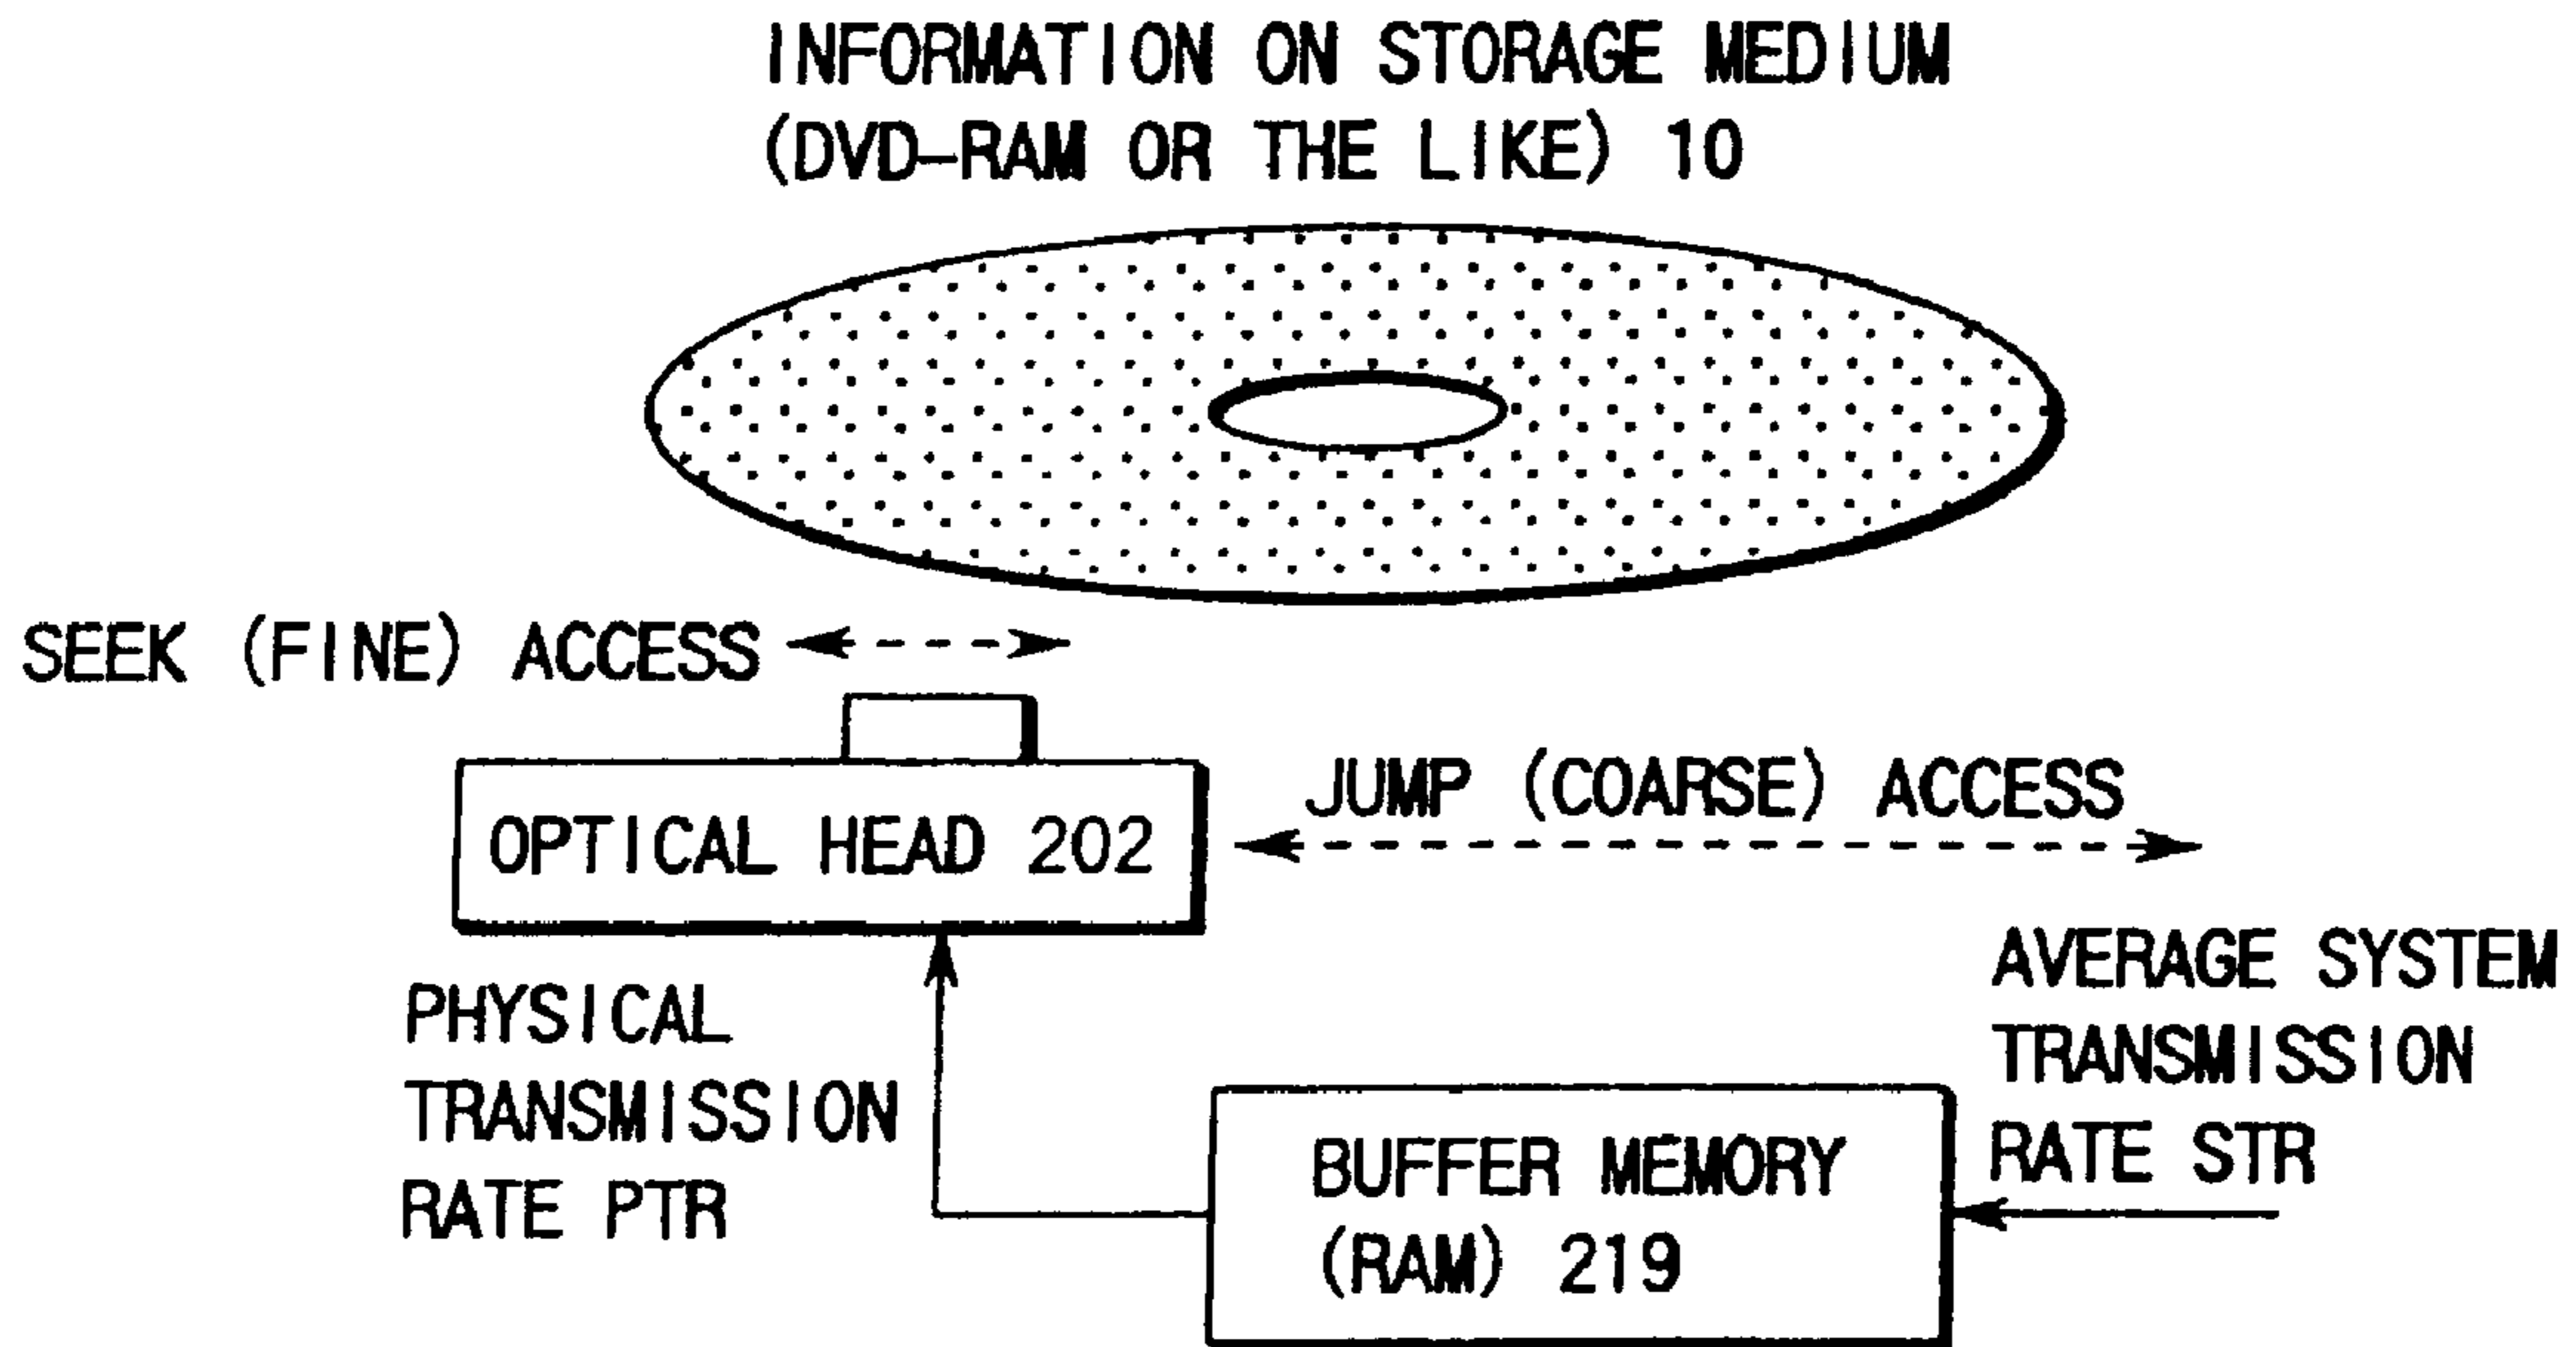 INFORMATION ON STORAGE MEDIUM
(DVD-RAM OR THE LIKE) 10
SEEK (FINE) ACCESS
OPTICAL HEAD 202
JUMP (COARSE) ACCESS
PHYSICAL
TRANSMISSION
RATE PTR
AVERAGE SYSTEM
TRANSMISSION
RATE STR
BUFFER MEMORY
(RAM) 219